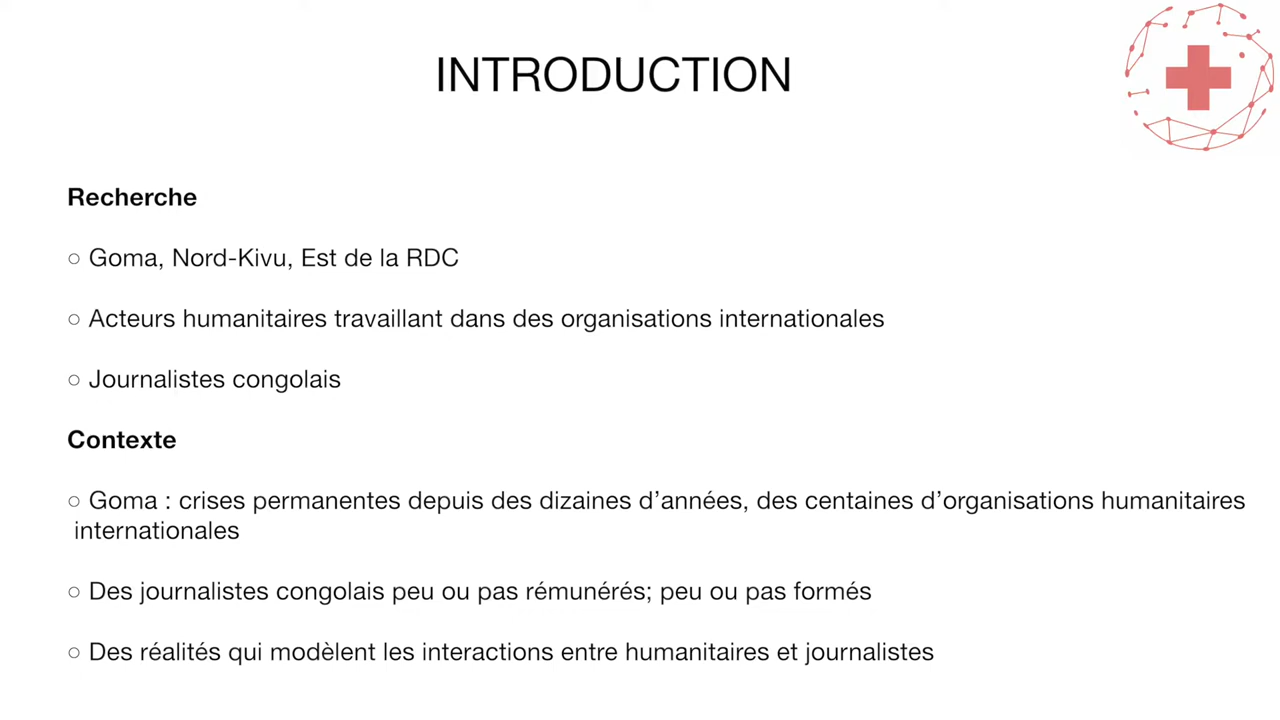 INTRODUCTION
Recherche
○ Goma, Nord-Kivu, Est de la RDC
○ Acteurs humanitaires travaillant dans des organisations internationales
○ Journalistes congolais
Contexte
○ Goma : crises permanentes depuis des dizaines d’années, des centaines d’organisations humanitaires
internationales
○ Des journalistes congolais peu ou pas rémunérés; peu ou pas formés
○ Des réalités qui modèlent les interactions entre humanitaires et journalistes